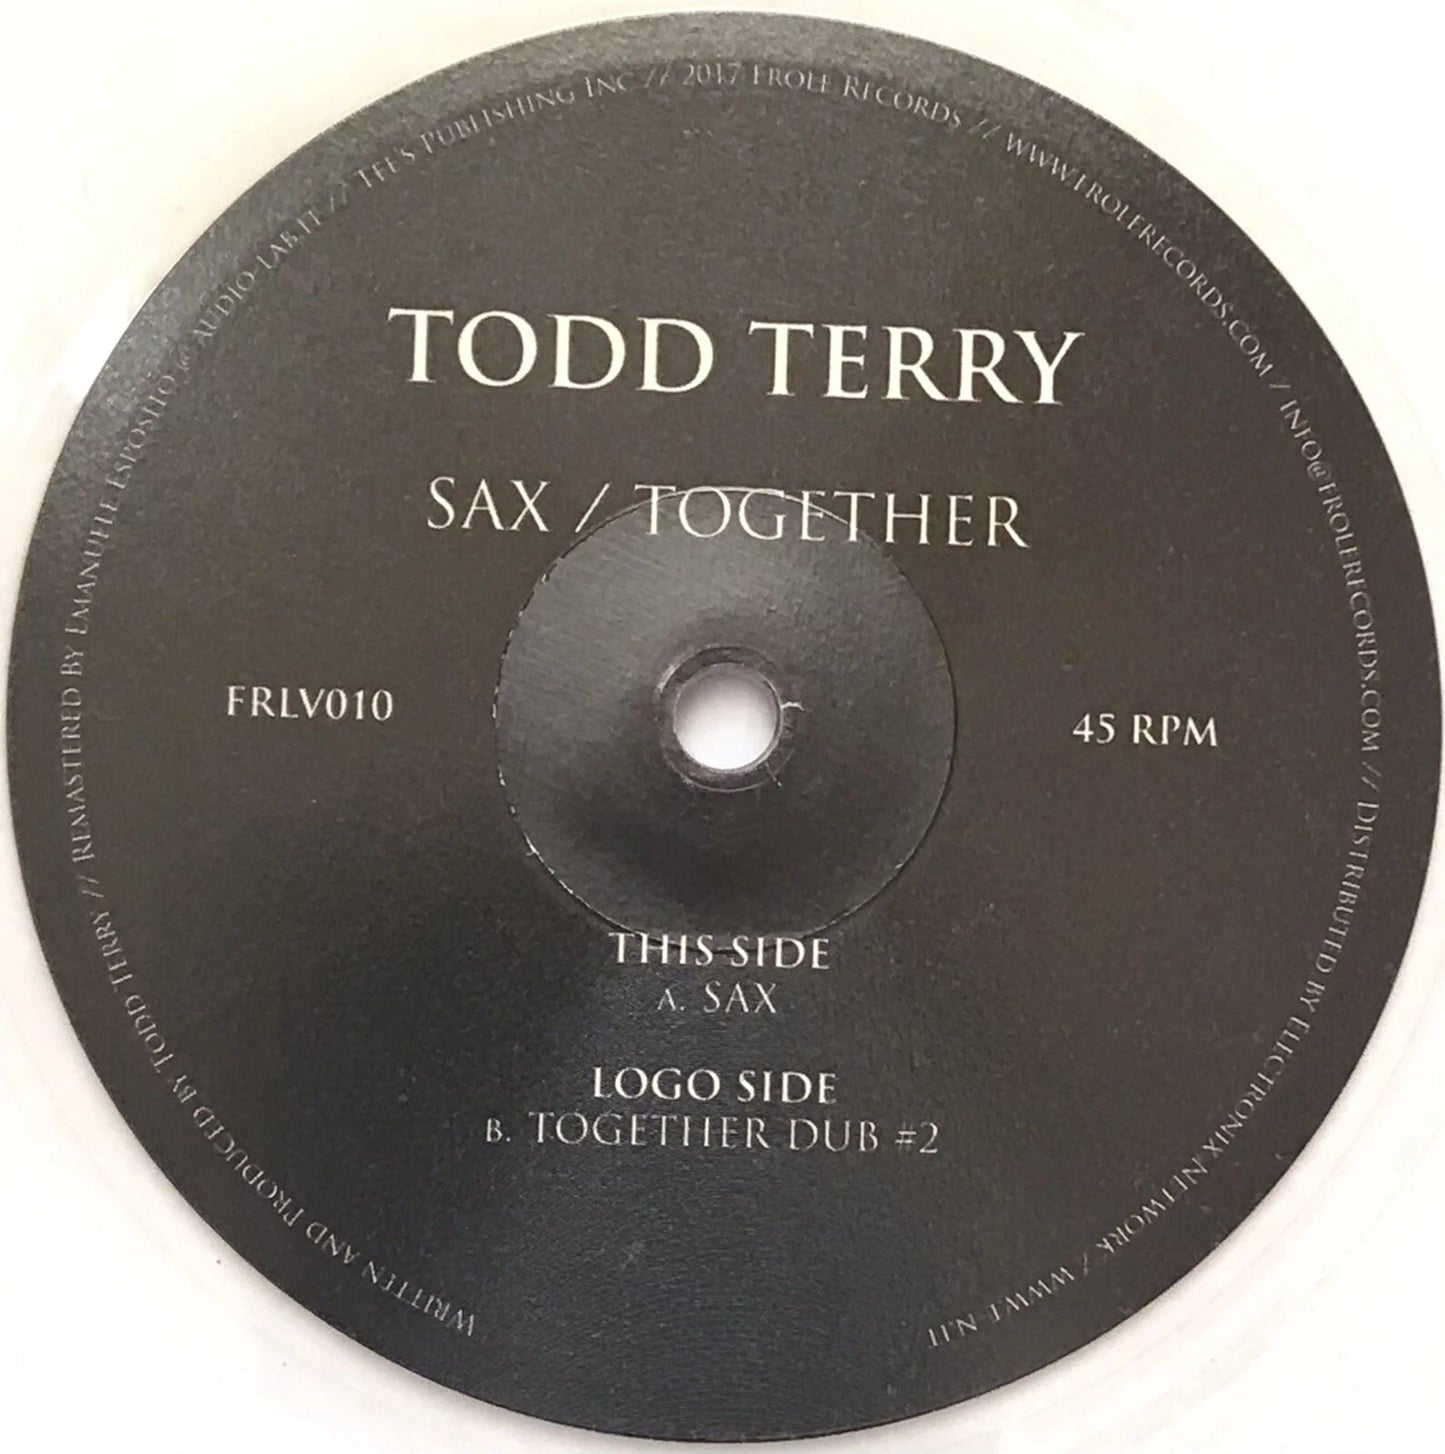 TODD TERRY
SAX / TOGETHER
FRLV010
45 RPM
THIS SIDE
A. SAX
LOGO SIDE
B. TOGETHER DUB #2
WRITTEN AND PRODUCED BY TODD TERRY // REMASTERED BY EMANUELE ESPOSITO @ AUDIO-LAB.IT // TEE'S PUBLISHING INC // 2017 FROLE RECORDS // WWW.FROLERECORDS.COM / INFO@FROLERECORDS.COM // DISTRIBUTED BY ELECTRONIX NETWORK / WWW.E-N.IT